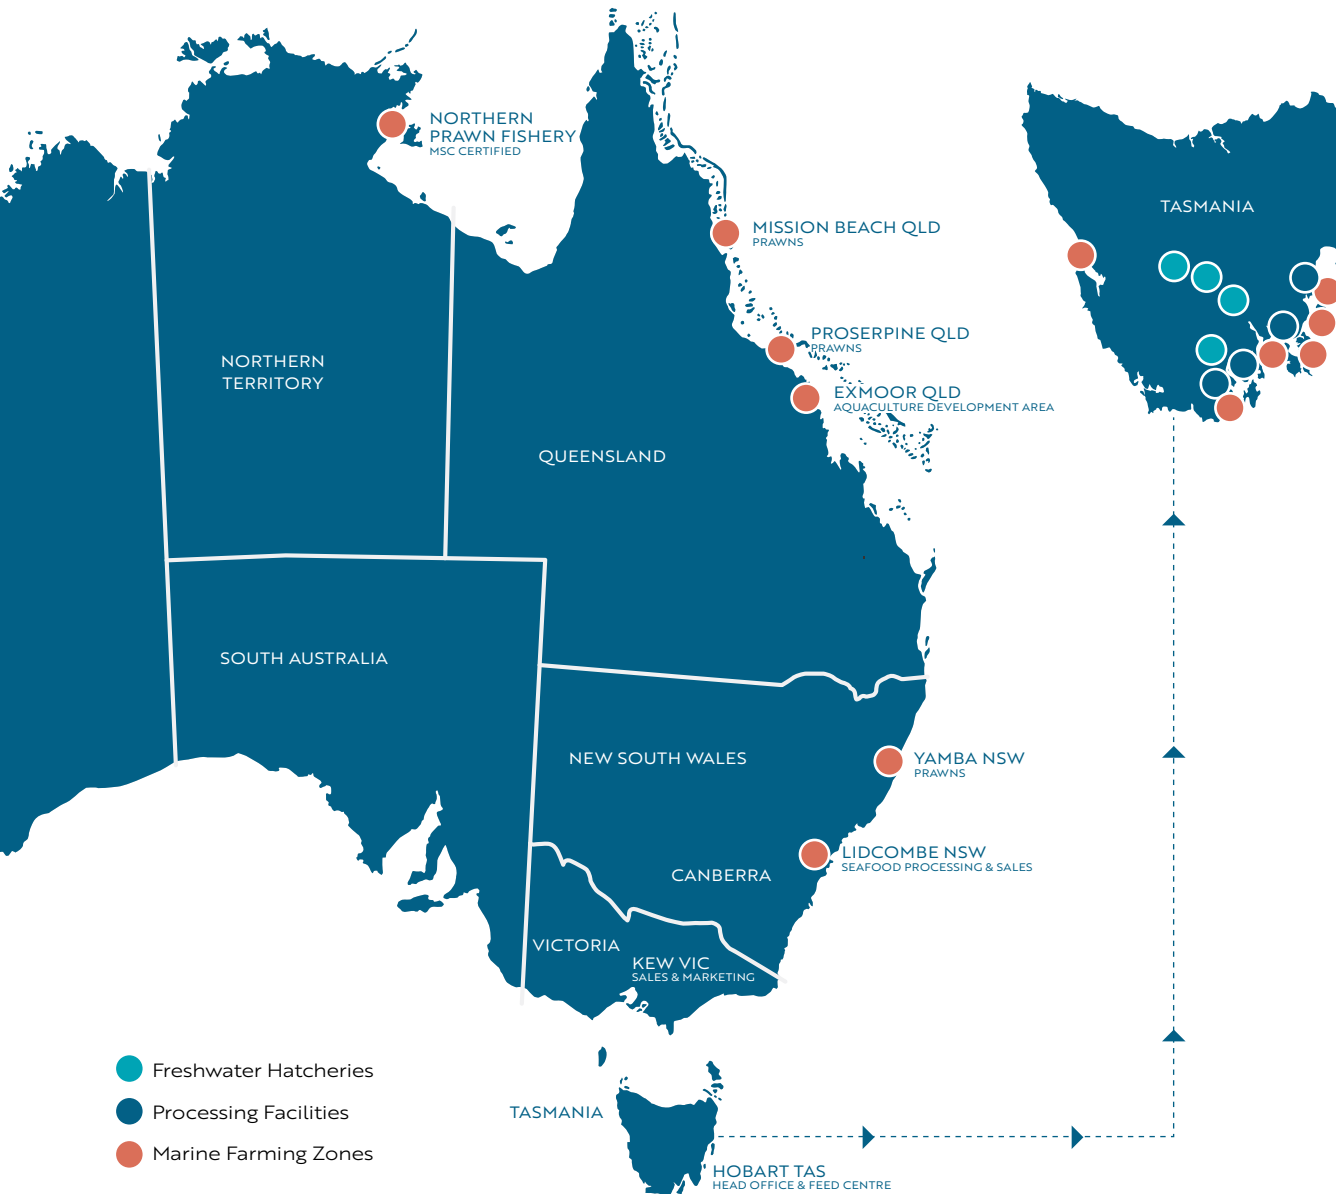 NORTHERN
PRAWN FISHERY
MSC CERTIFIED
TASMANIA
MISSION BEACH QLD
PRAWNS
PROSERPINE QLD
PRAWNS
NORTHERN
TERRITORY
EXMOOR QLD
AQUACULTURE DEVELOPMENT AREA
QUEENSLAND
SOUTH AUSTRALIA
NEW SOUTH WALES
YAMBA NSW
PRAWNS
LIDCOMBE NSW
SEAFOOD PROCESSING & SALES
CANBERRA
VICTORIA
KEW VIC
SALES & MARKETING
Freshwater Hatcheries
Processing Facilities
Marine Farming Zones
TASMANIA
HOBART TAS
HEAD OFFICE & FEED CENTRE